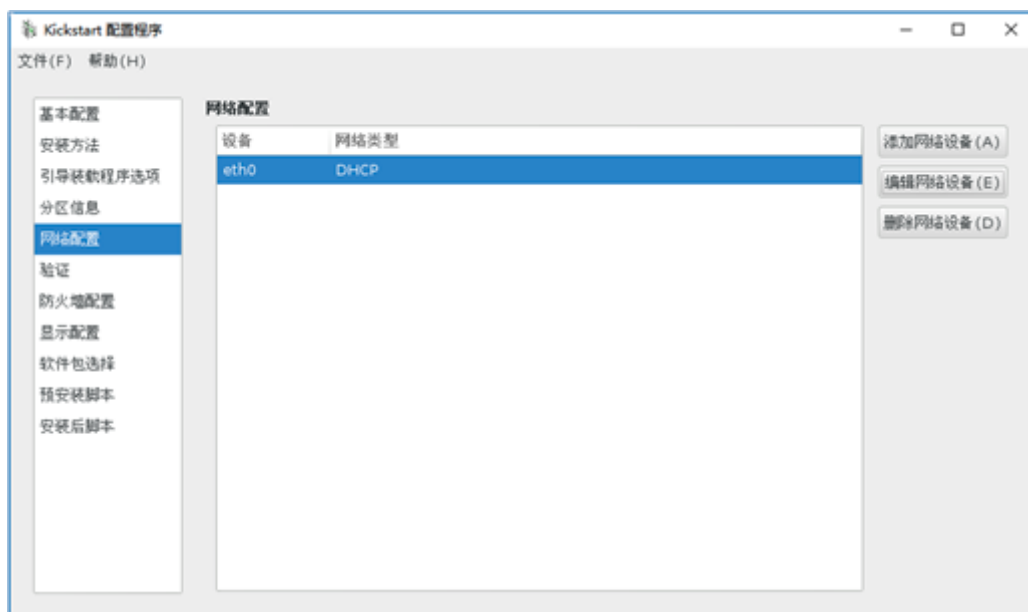 Kickstart 配置程序
文件(F) 帮助(H)
基本配置
安装方法
引导装载程序选项
分区信息
网络配置
验证
防火墙配置
显示配置
软件包选择
预安装脚本
安装后脚本
网络配置
设备 网络类型
eth0 DHCP
添加网络设备(A)
编辑网络设备(E)
删除网络设备(D)